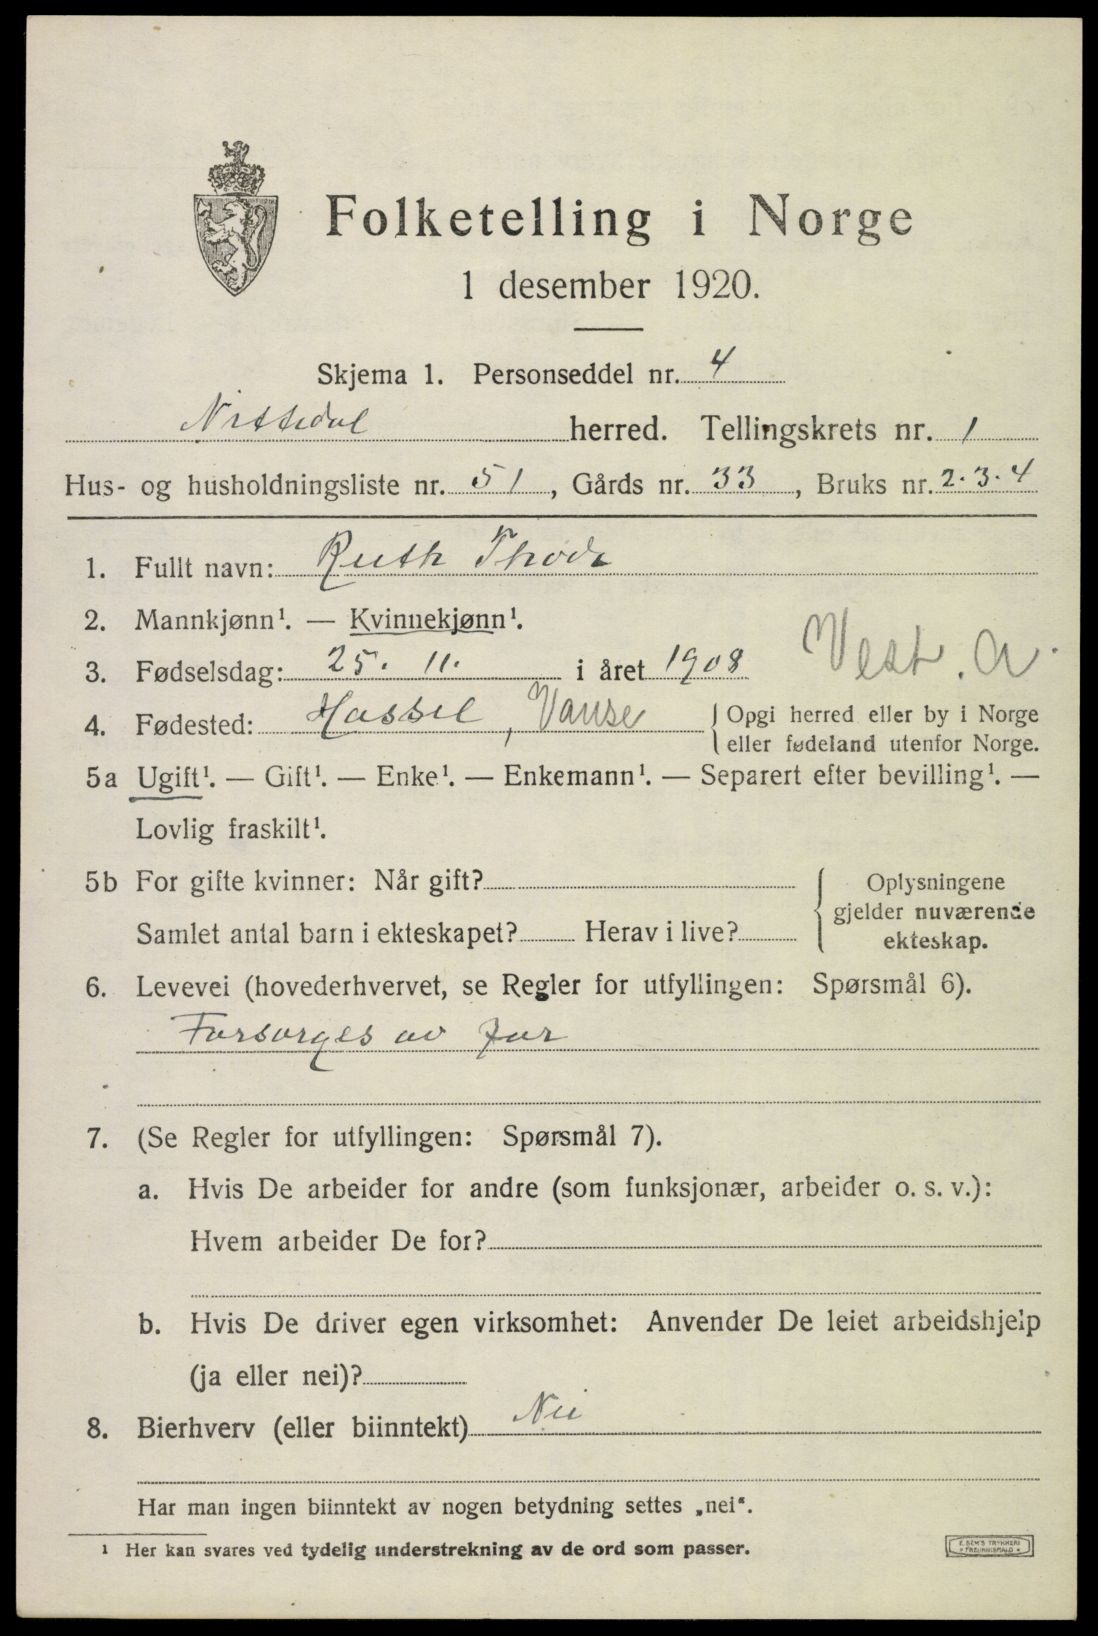 Folketelling i Norge
1 desember 1920.
Skjema 1. Personseddel nr. 4
Nittedal herred. Tellingskrets nr. 1
Hus- og husholdningsliste nr. 51, Gårds nr. 33, Bruks nr. 2.3.4
1. Fullt navn: Ruth Thode
2. Mannkjønn¹. — Kvinnekjønn¹.
3. Fødselsdag: 25. 11. i året 1908
Vest. A.
4. Fødested: Hassel, Vanse { Opgi herred eller by i Norge
eller fødeland utenfor Norge.
5a Ugift¹. — Gift¹. — Enke¹. — Enkemann¹. — Separert efter bevilling¹. —
Lovlig fraskilt¹.
5b For gifte kvinner: Når gift?
Samlet antal barn i ekteskapet? Herav i live?
{ Oplysningene
gjelder nuværende
ekteskap.
6. Levevei (hovederhvervet, se Regler for utfyllingen: Spørsmål 6).
Forsørges av far
7. (Se Regler for utfyllingen: Spørsmål 7).
a. Hvis De arbeider for andre (som funksjonær, arbeider o. s. v.):
Hvem arbeider De for?
b. Hvis De driver egen virksomhet: Anvender De leiet arbeidshjelp
(ja eller nei)?
8. Bierhverv (eller biinntekt) Nei
Har man ingen biinntekt av nogen betydning settes „nei“.
¹ Her kan svares ved tydelig understrekning av de ord som passer.
E. SEM'S TRYKKERI
FREDRIKSHALD